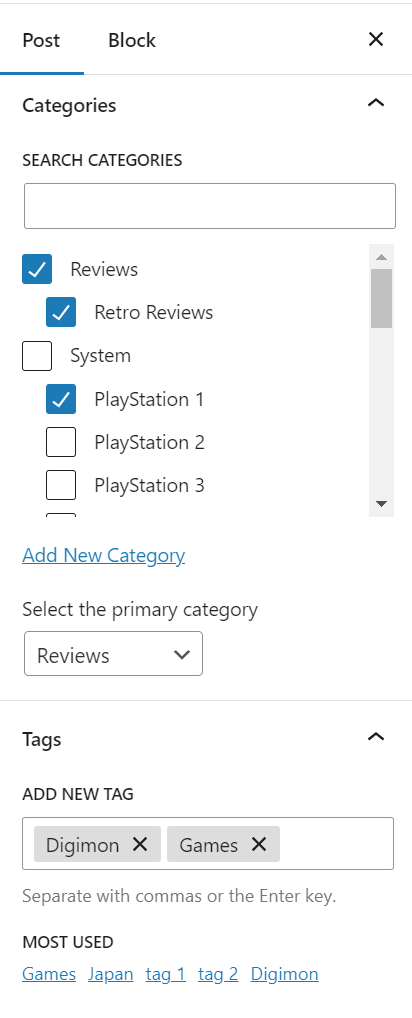 Post Block
Categories
SEARCH CATEGORIES
Reviews
Retro Reviews
System
PlayStation 1
PlayStation 2
PlayStation 3
Add New Category
Select the primary category
Reviews
Tags
ADD NEW TAG
Digimon Games
Separate with commas or the Enter key.
MOST USED
Games Japan tag 1 tag 2 Digimon